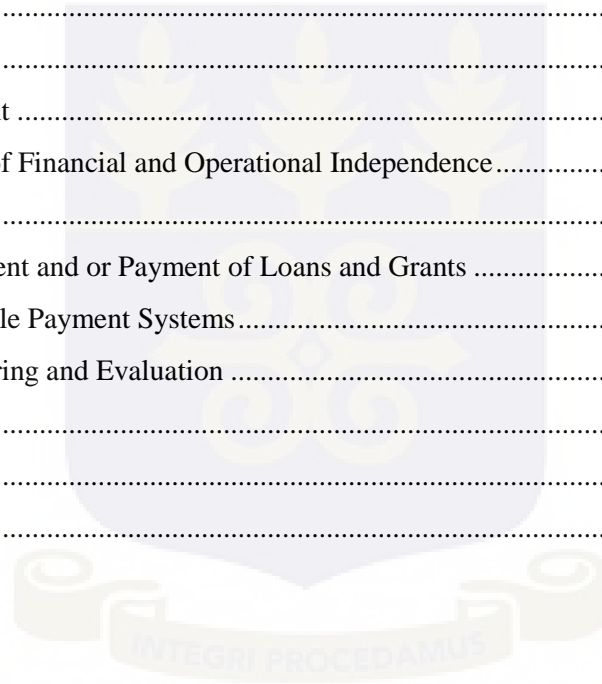 ................................................................................
................................................................................
t ................................................................................
f Financial and Operational Independence....................
................................................................................
ent and or Payment of Loans and Grants ......................
le Payment Systems.......................................................
ring and Evaluation ........................................................
................................................................................
................................................................................
................................................................................
INTEGRI PROCEDAMUS